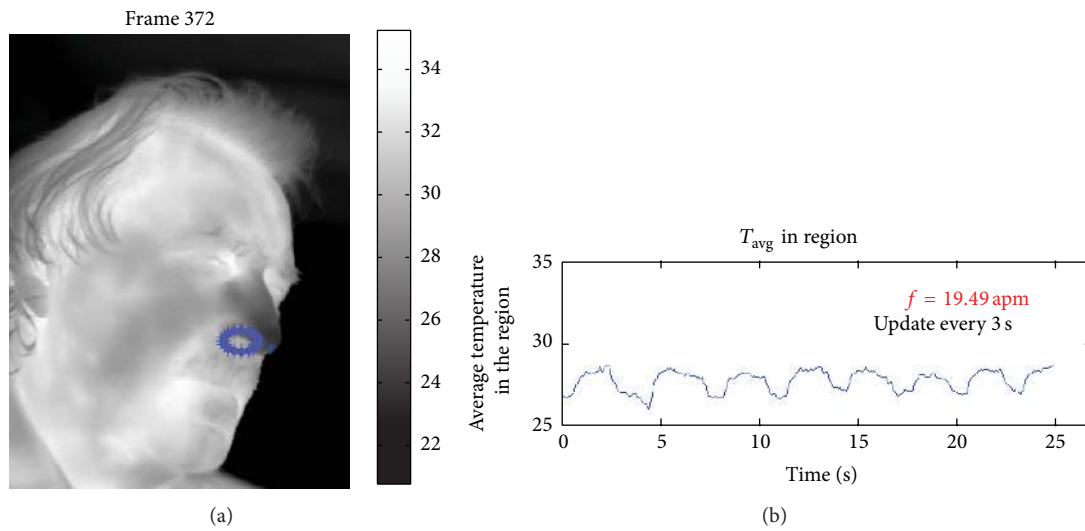 Frame 372
34
32
30
28
26
24
22
(a)
T_avg in region
Average temperature
in the region
35
30
25
f = 19.49 apm
Update every 3 s
0
5
10
15
20
25
Time (s)
(b)